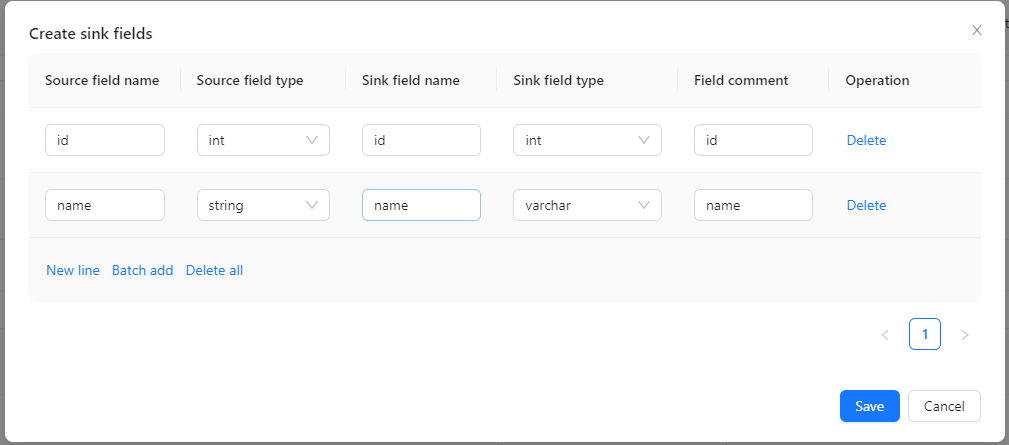 Create sink fields
Source field name Source field type Sink field name Sink field type Field comment Operation
id int id int id Delete
name string name varchar name Delete
New line Batch add Delete all
1
Save Cancel